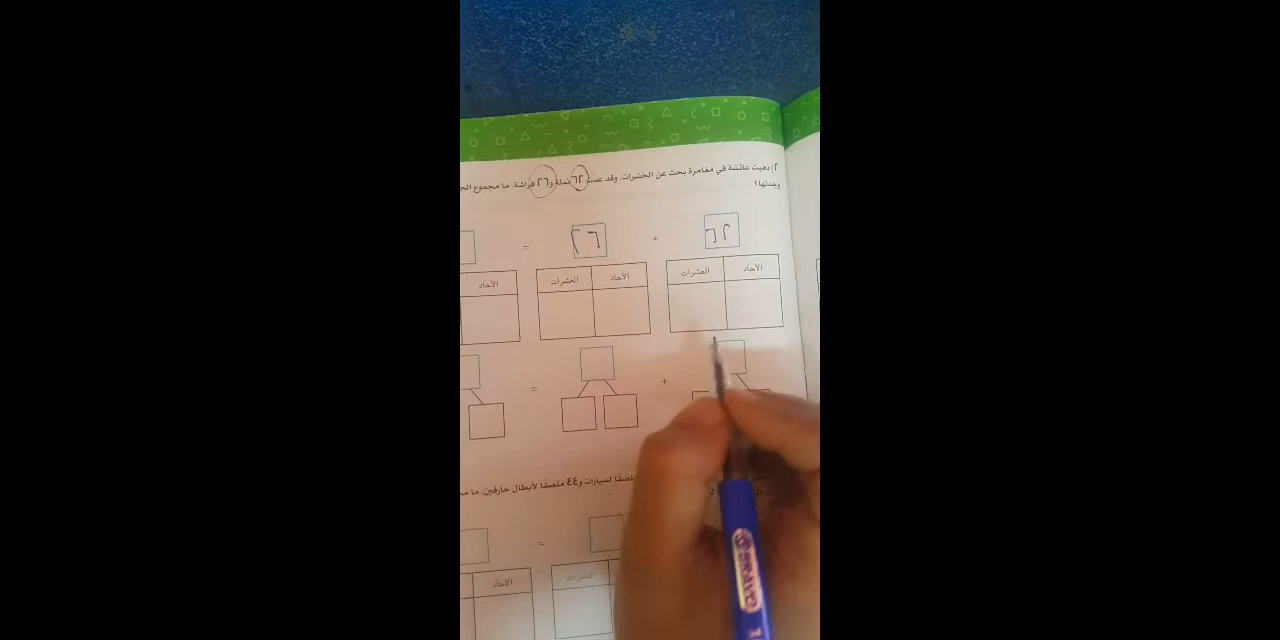 ٢) ذهبت عائشة في مغامرة بحث عن الحشرات. وقد عدت ٦٢ نملة و٢٦ فراشة. ما مجموع
وجدتها؟
٦٢ + ٢٦ =
الآحاد العشرات الآحاد العشرات الآحاد
+ =
ملصقا لسيارات و٤٤ ملصقا لأبطال خارقين. ما
=
العشرات الآحاد